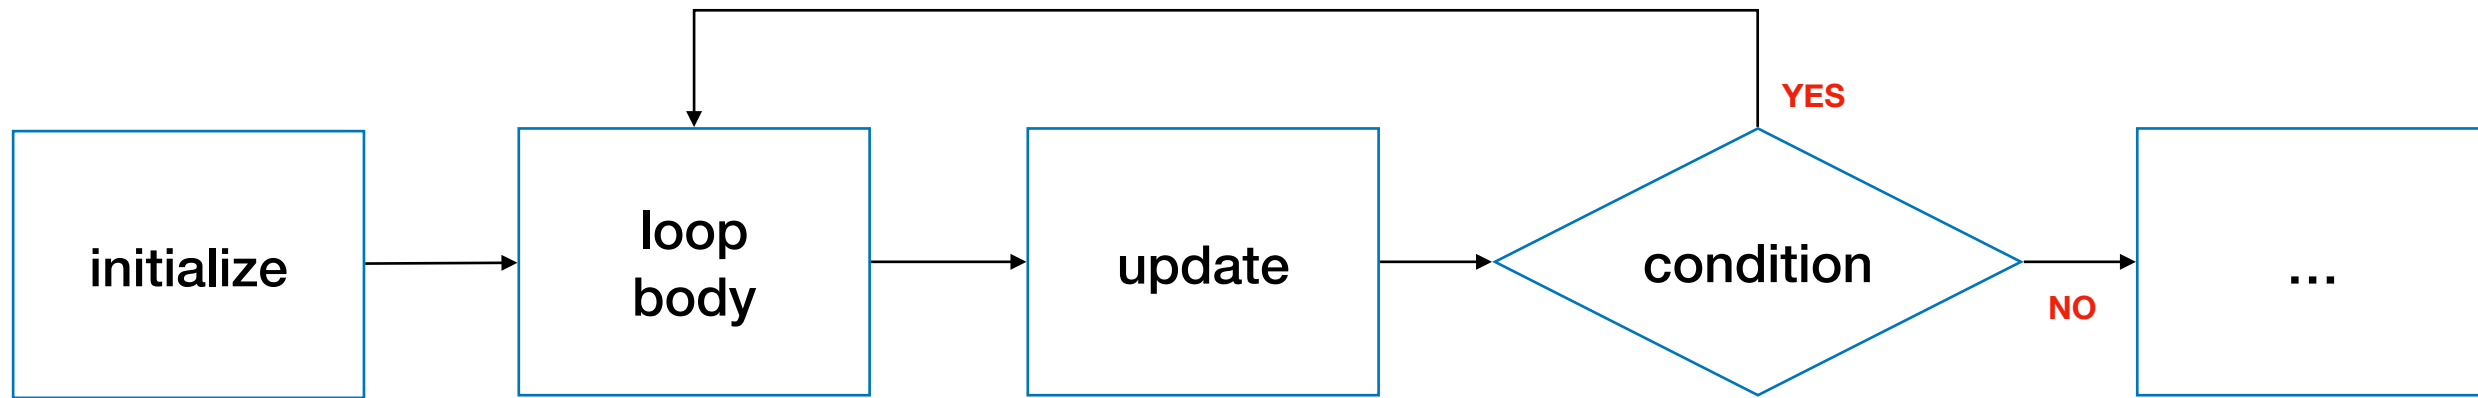 initialize
loop
body
update
condition
YES
NO
...